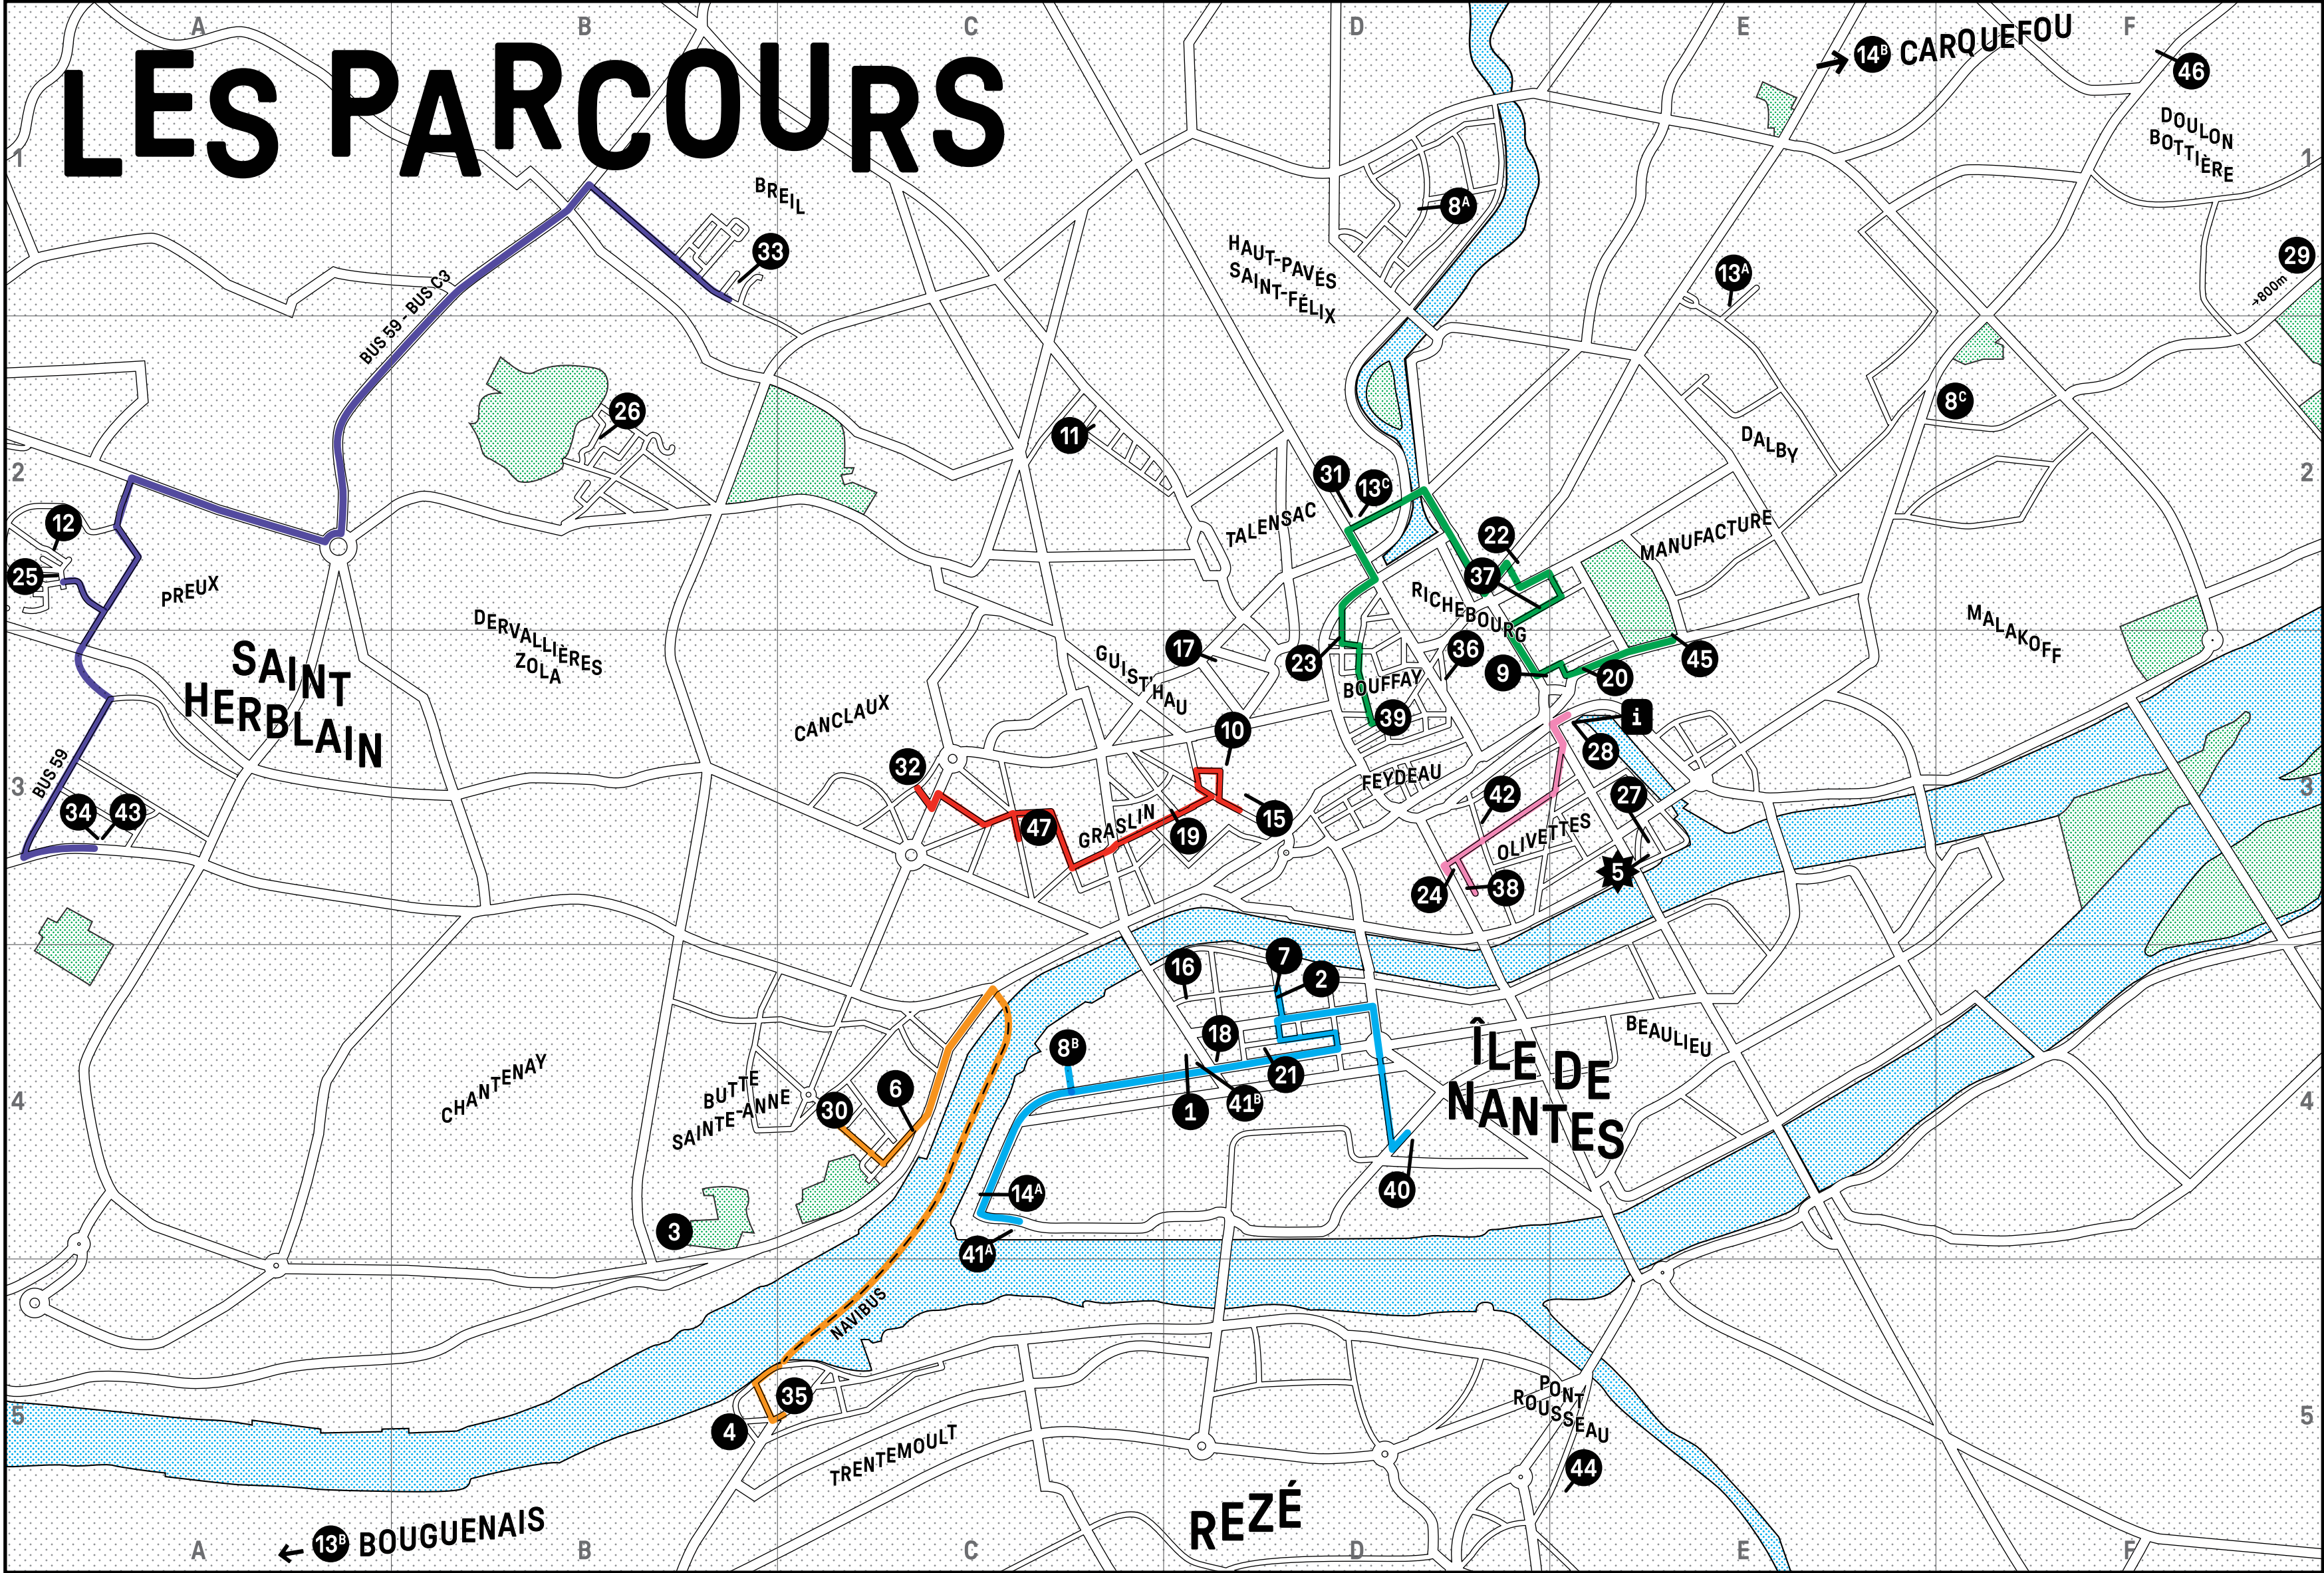 A
B
C
D
E
F
LES PARCOURS
→ 14B CARQUEFOU
46
DOULON
BOTTIÈRE
1
1
BREIL
33
8A
HAUT-PAVÉS
SAINT-FÉLIX
13A
29
→800m
BUS 59 - BUS C3
26
11
8C
DALBY
2
2
31
13C
TALENSAC
12
25
PREUX
22
37
MANUFACTURE
RICHEBOURG
MALAKOFF
DERVALLIÈRES
ZOLA
SAINT
HERBLAIN
17
GUIST'HAU
23
36
9
20
45
BOUFFAY
39
CANCLAUX
10
i
28
32
FEYDEAU
BUS 59
3
3
34
43
47
GRASLIN
19
15
42
27
OLIVETTES
5
24
38
16
7
2
18
8B
21
ÎLE DE
NANTES
BEAULIEU
CHANTENAY
BUTTE
SAINTE-ANNE
30
6
1
41B
4
4
14A
40
3
41A
NAVIBUS
35
4
TRENTEMOULT
PONT
ROUSSEAU
5
5
44
REZÉ
← 13B BOUGUENAIS
A
B
C
D
E
F